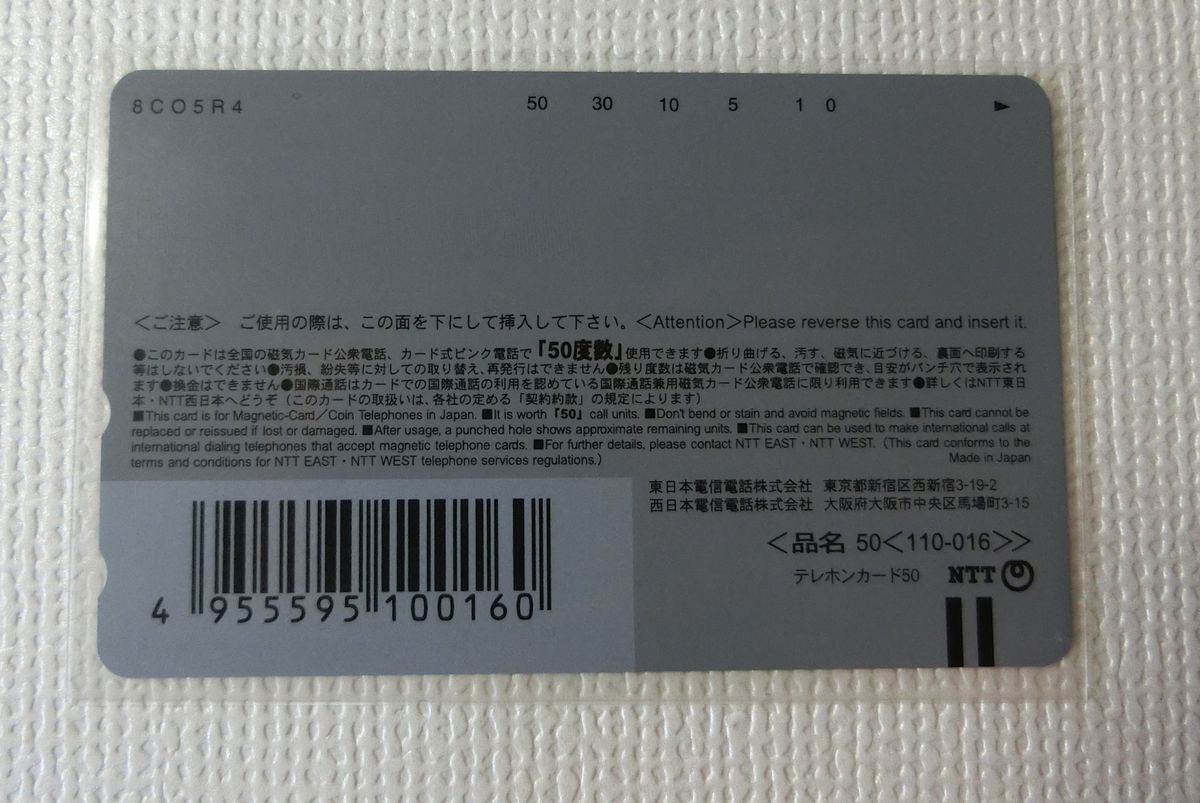 8CO5R4 50 30 10 5 1 0 ►
＜ご注意＞ ご使用の際は、この面を下にして挿入して下さい。＜Attention＞Please reverse this card and insert it.
●このカードは全国の磁気カード公衆電話、カード式ピンク電話で『50度数』使用できます●折り曲げる、汚す、磁気に近づける、裏面へ印刷する
等はしないでください●汚損、紛失等に対しての取り替え、再発行はできません●残り度数は磁気カード公衆電話で確認でき、目安がパンチ穴で表示されま
す●換金はできません●国際通話はカードでの国際通話の利用を認めている国際通話兼用磁気カード公衆電話に限り利用できます●詳しくはNTT東日
本・NTT西日本へどうぞ（このカードの取扱いは、各社の定める「契約約款」の規定によります）
■This card is for Magnetic-Card／Coin Telephones in Japan. ■It is worth「50」call units. ■Don't bend or stain and avoid magnetic fields. ■This card cannot be
replaced or reissued if lost or damaged. ■After usage, a punched hole shows approximate remaining units. ■This card can be used to make international calls at
international dialing telephones that accept magnetic telephone cards. ■For further details, please contact NTT EAST・NTT WEST.（This card conforms to the
terms and conditions for NTT EAST・NTT WEST telephone services regulations.） Made in Japan
東日本電信電話株式会社 東京都新宿区西新宿3-19-2
西日本電信電話株式会社 大阪府大阪市中央区馬場町3-15
＜品名 50＜110-016＞＞
テレホンカード50 NTT
4 955595 100160